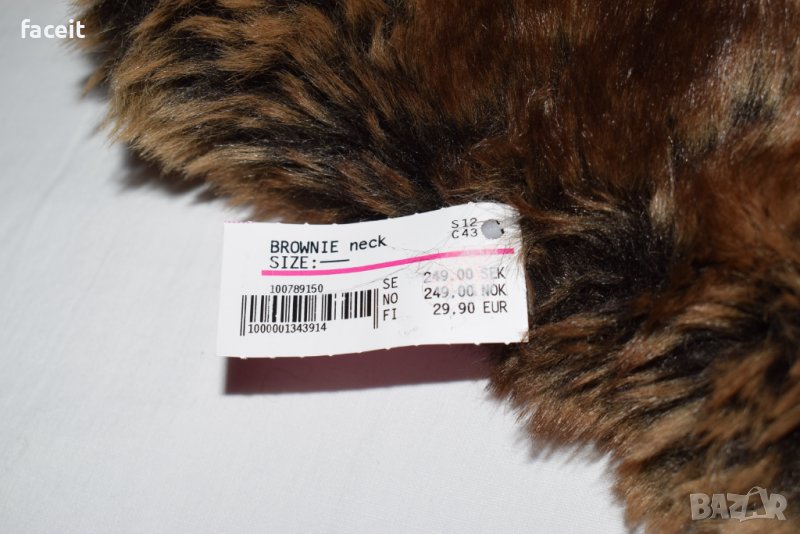 faceit
BROWNIE neck
S12
C43
SIZE:—
100789150
1000001343914
SE 249,00 SEK
NO 249,00 NOK
FI 29,90 EUR
BAZAR